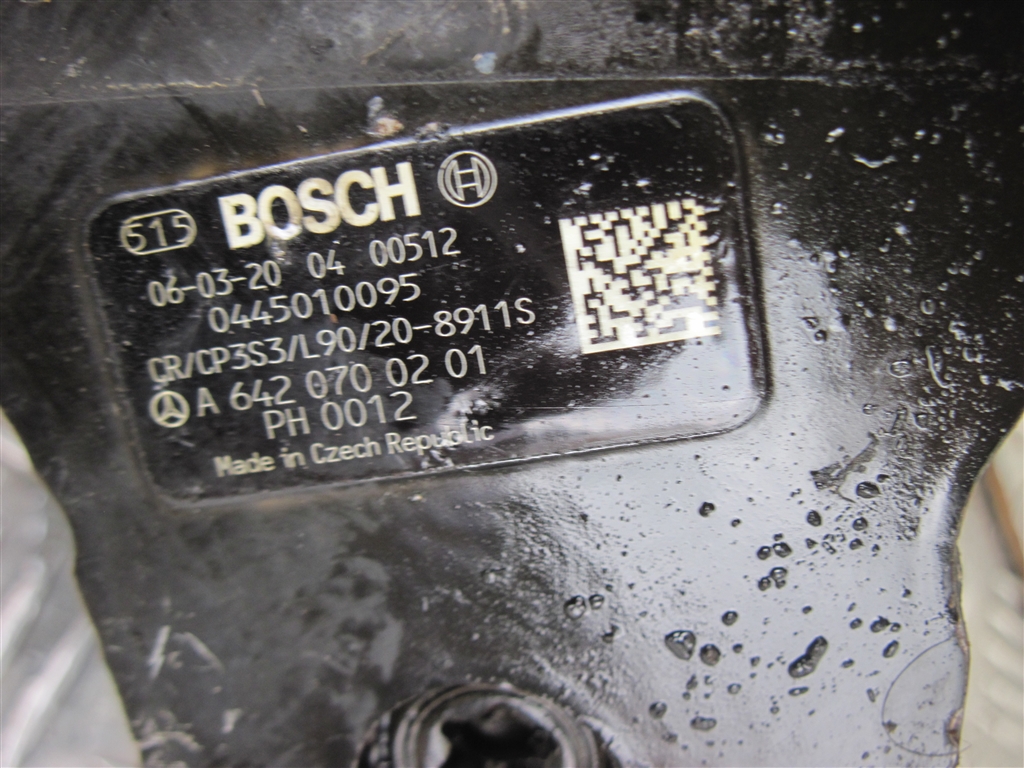 515 BOSCH
06-03-20 04 00512
0445010095
CR/CP3S3/L90/20-8911S
A 642 070 02 01
PH 0012
Made in Czech Republic